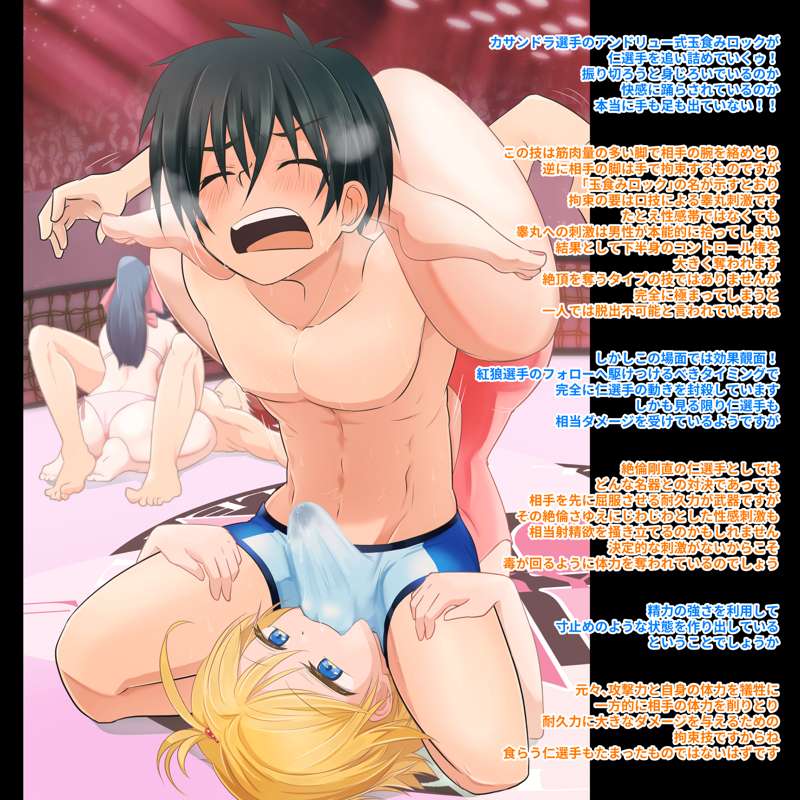 カサンドラ選手のアンドリュー式玉食みロックが
仁選手を追い詰めていくゥ！
振り切ろうと身じろいでいるのか
快感に踊らされているのか
本当に手も足も出ていない！！
この技は筋肉量の多い脚で相手の腕を絡めとり
逆に相手の脚は手で拘束するものですが
「玉食みロック」の名が示すとおり
拘束の要は口技による睾丸刺激です
たとえ性感帯ではなくても
睾丸への刺激は男性が本能的に拾ってしまい
結果として下半身のコントロール権を
大きく奪われます
絶頂を奪うタイプの技ではありませんが
完全に極まってしまうと
一人では脱出不可能と言われていますね
しかしこの場面では効果覿面！
紅狼選手のフォローへ駆けつけるべきタイミングで
完全に仁選手の動きを封殺しています
しかも見る限り仁選手も
相当ダメージを受けているようですが
絶倫剛直の仁選手としては
どんな名器との対決であっても
相手を先に屈服させる耐久力が武器ですが
その絶倫さゆえにじわじわとした性感刺激も
相当射精欲を掻き立てるのかもしれません
決定的な刺激がないからこそ
毒が回るように体力を奪われているのでしょう
精力の強さを利用して
寸止めのような状態を作り出している
ということでしょうか
元々､攻撃力と自身の体力を犠牲に
一方的に相手の体力を削りとり
耐久力に大きなダメージを与えるための
拘束技ですからね
食らう仁選手もたまったものではないはずです